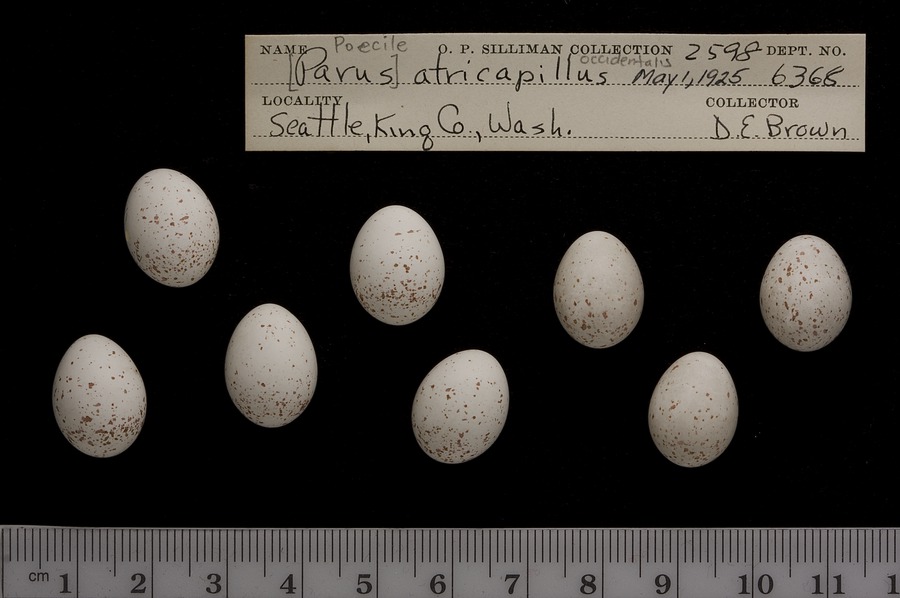 NAME Poecile O. P. SILLIMAN COLLECTION 2598 DEPT. NO.
[Parus] atricapillus occidentalis May 1, 1925 6368
LOCALITY COLLECTOR
Seattle, King Co., Wash. D.E. Brown
cm 1 2 3 4 5 6 7 8 9 10 11 1